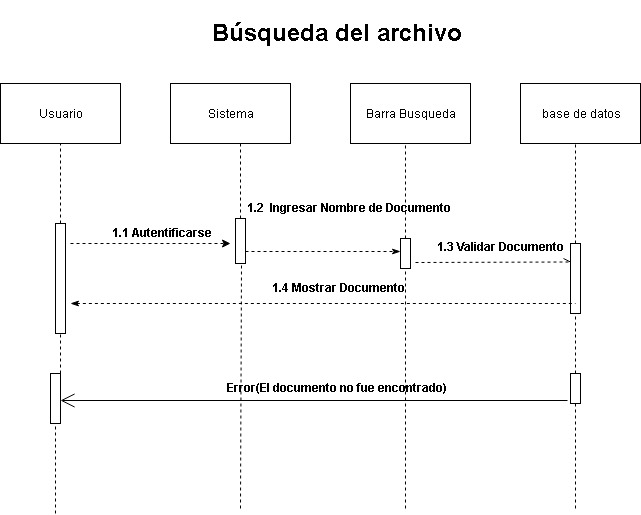 Búsqueda del archivo
Usuario
Sistema
Barra Busqueda
base de datos
1.2 Ingresar Nombre de Documento
1.1 Autentificarse
1.3 Validar Documento
1.4 Mostrar Documento
Error(El documento no fue encontrado)